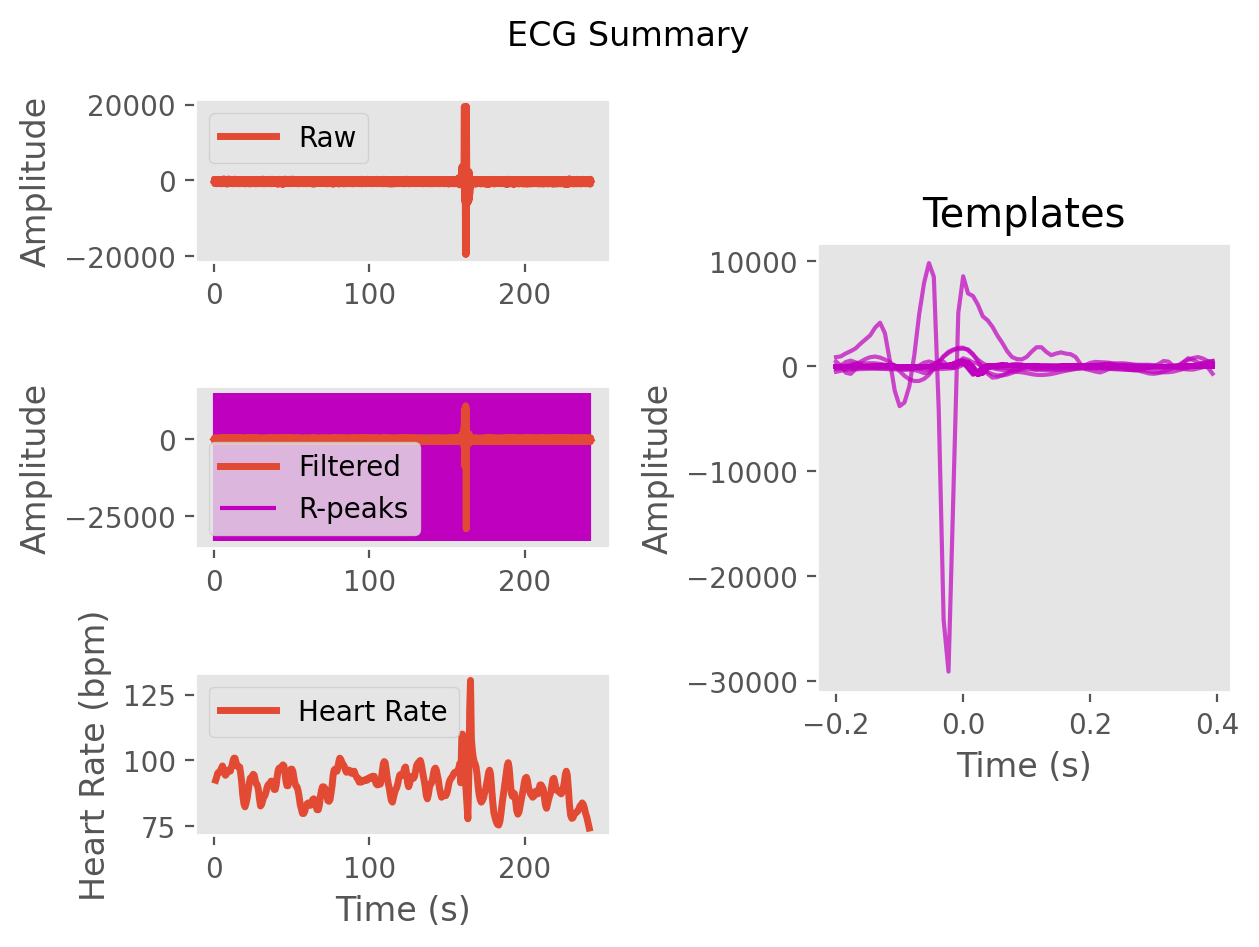 ECG Summary
Amplitude
20000
0
−20000
Raw
0 100 200
Amplitude
0
−25000
Filtered
R-peaks
0 100 200
Heart Rate (bpm)
125
100
75
Heart Rate
0 100 200
Time (s)
Templates
Amplitude
10000
0
−10000
−20000
−30000
−0.2 0.0 0.2 0.4
Time (s)